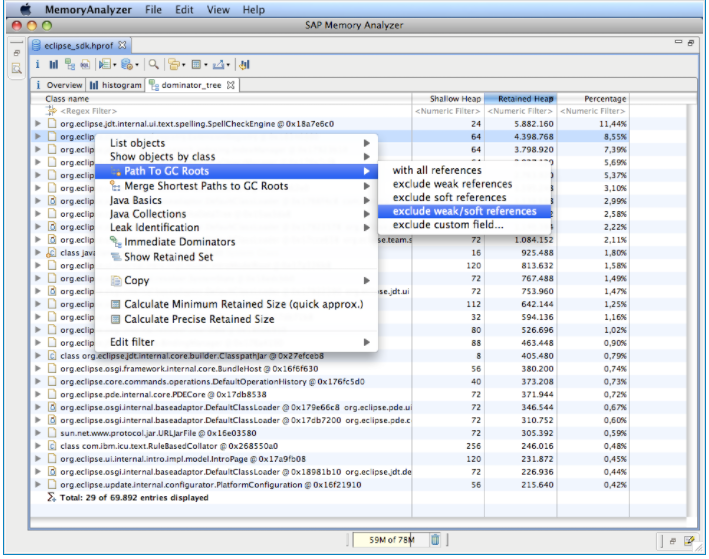 MemoryAnalyzer File Edit View Help
SAP Memory Analyzer
eclipse_sdk.hprof
i Overview histogram dominator_tree
Class name Shallow Heap Retained Heap Percentage
<Regex Filter> <Numeric Filter> <Numeric Filter> <Numeric Filter>
org.eclipse.jdt.internal.ui.text.spelling.SpellCheckEngine @ 0x18a7e6c0 24 5.882.160 11,44%
org.eclip 64 4.398.768 8,55%
org.eclip 64 3.798.920 7,39%
org.eclip 5,69%
org.eclip 5,37%
org.eclip 3,10%
org.eclip 2,99%
org.eclip 2,58%
org.eclip 2,22%
org.eclip se.team.s 72 1.084.152 2,11%
class java 16 925.488 1,80%
org.eclip 120 813.632 1,58%
org.eclip 72 767.488 1,49%
org.eclip se.jdt.ui 72 753.960 1,47%
org.eclip 112 642.144 1,25%
org.eclip 32 594.136 1,16%
org.eclip 80 526.696 1,02%
org.eclip 88 463.448 0,90%
class org.eclipse.jdt.internal.core.builder.ClasspathJar @ 0x27efceb8 8 405.480 0,79%
org.eclipse.osgi.framework.internal.core.BundleHost @ 0x16f6f630 56 380.200 0,74%
org.eclipse.core.commands.operations.DefaultOperationHistory @ 0x176fc5d0 40 373.208 0,73%
org.eclipse.pde.internal.core.PDECore @ 0x17db8538 72 371.944 0,72%
org.eclipse.osgi.internal.baseadaptor.DefaultClassLoader @ 0x179e66c8 org.eclipse.pde.ui 72 346.544 0,67%
org.eclipse.osgi.internal.baseadaptor.DefaultClassLoader @ 0x17db7200 org.eclipse.pde.c 72 310.752 0,60%
sun.net.www.protocol.jar.URLJarFile @ 0x16e03580 72 305.392 0,59%
class com.ibm.icu.text.RuleBasedCollator @ 0x268550a0 256 246.016 0,48%
org.eclipse.ui.internal.intro.impl.model.IntroPage @ 0x17a9fb08 120 231.872 0,45%
org.eclipse.osgi.internal.baseadaptor.DefaultClassLoader @ 0x18981b10 org.eclipse.jdt.de 72 226.936 0,44%
org.eclipse.update.internal.configurator.PlatformConfiguration @ 0x16f21910 56 215.640 0,42%
Total: 29 of 69.892 entries displayed
List objects
Show objects by class
Path To GC Roots
Merge Shortest Paths to GC Roots
Java Basics
Java Collections
Leak Identification
Immediate Dominators
Show Retained Set
Copy
Calculate Minimum Retained Size (quick approx.)
Calculate Precise Retained Size
Edit filter
with all references
exclude weak references
exclude soft references
exclude weak/soft references
exclude custom field...
59M of 78M